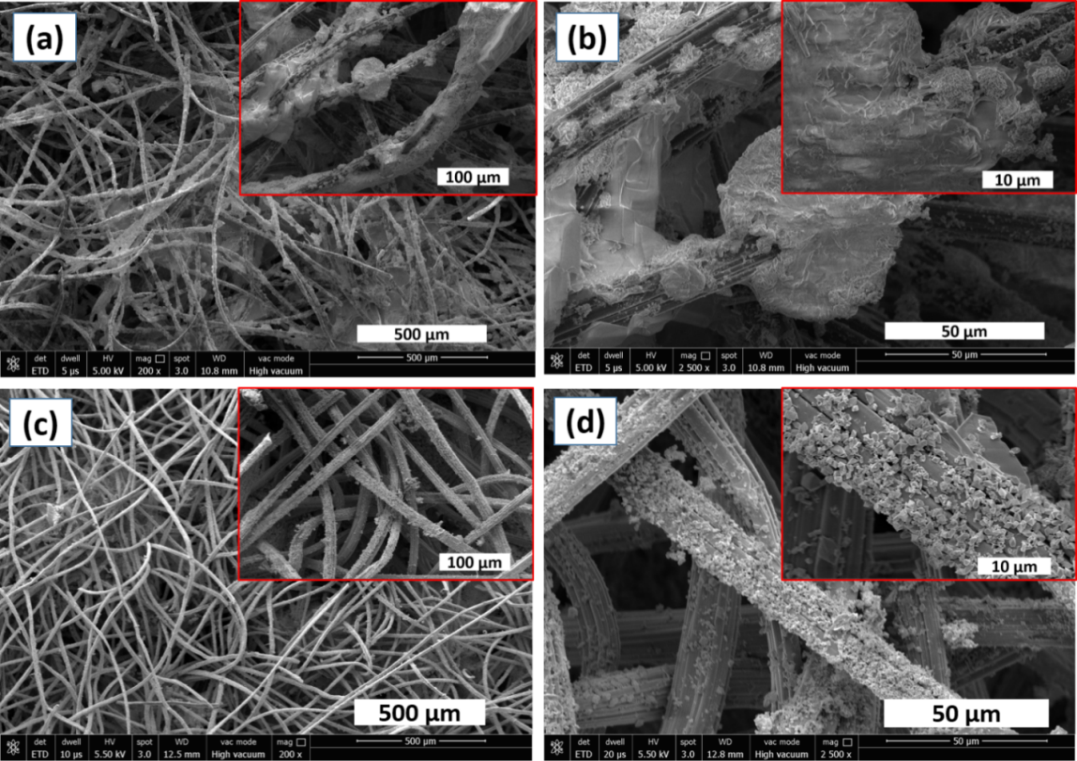 (a)
100 µm
500 µm
det dwell HV mag spot WD vac mode
500 µm
ETD 5 µs 5.00 kV 200 x 3.0 10.8 mm High vacuum
(b)
10 µm
50 µm
det dwell HV mag spot WD vac mode
50 µm
ETD 5 µs 5.00 kV 2 500 x 3.0 10.8 mm High vacuum
(c)
100 µm
500 µm
det dwell HV spot WD vac mode mag
500 µm
ETD 10 µs 5.50 kV 3.0 12.5 mm High vacuum 200 x
(d)
10 µm
50 µm
det dwell HV spot WD vac mode mag
50 µm
ETD 20 µs 5.50 kV 3.0 12.8 mm High vacuum 2 500 x